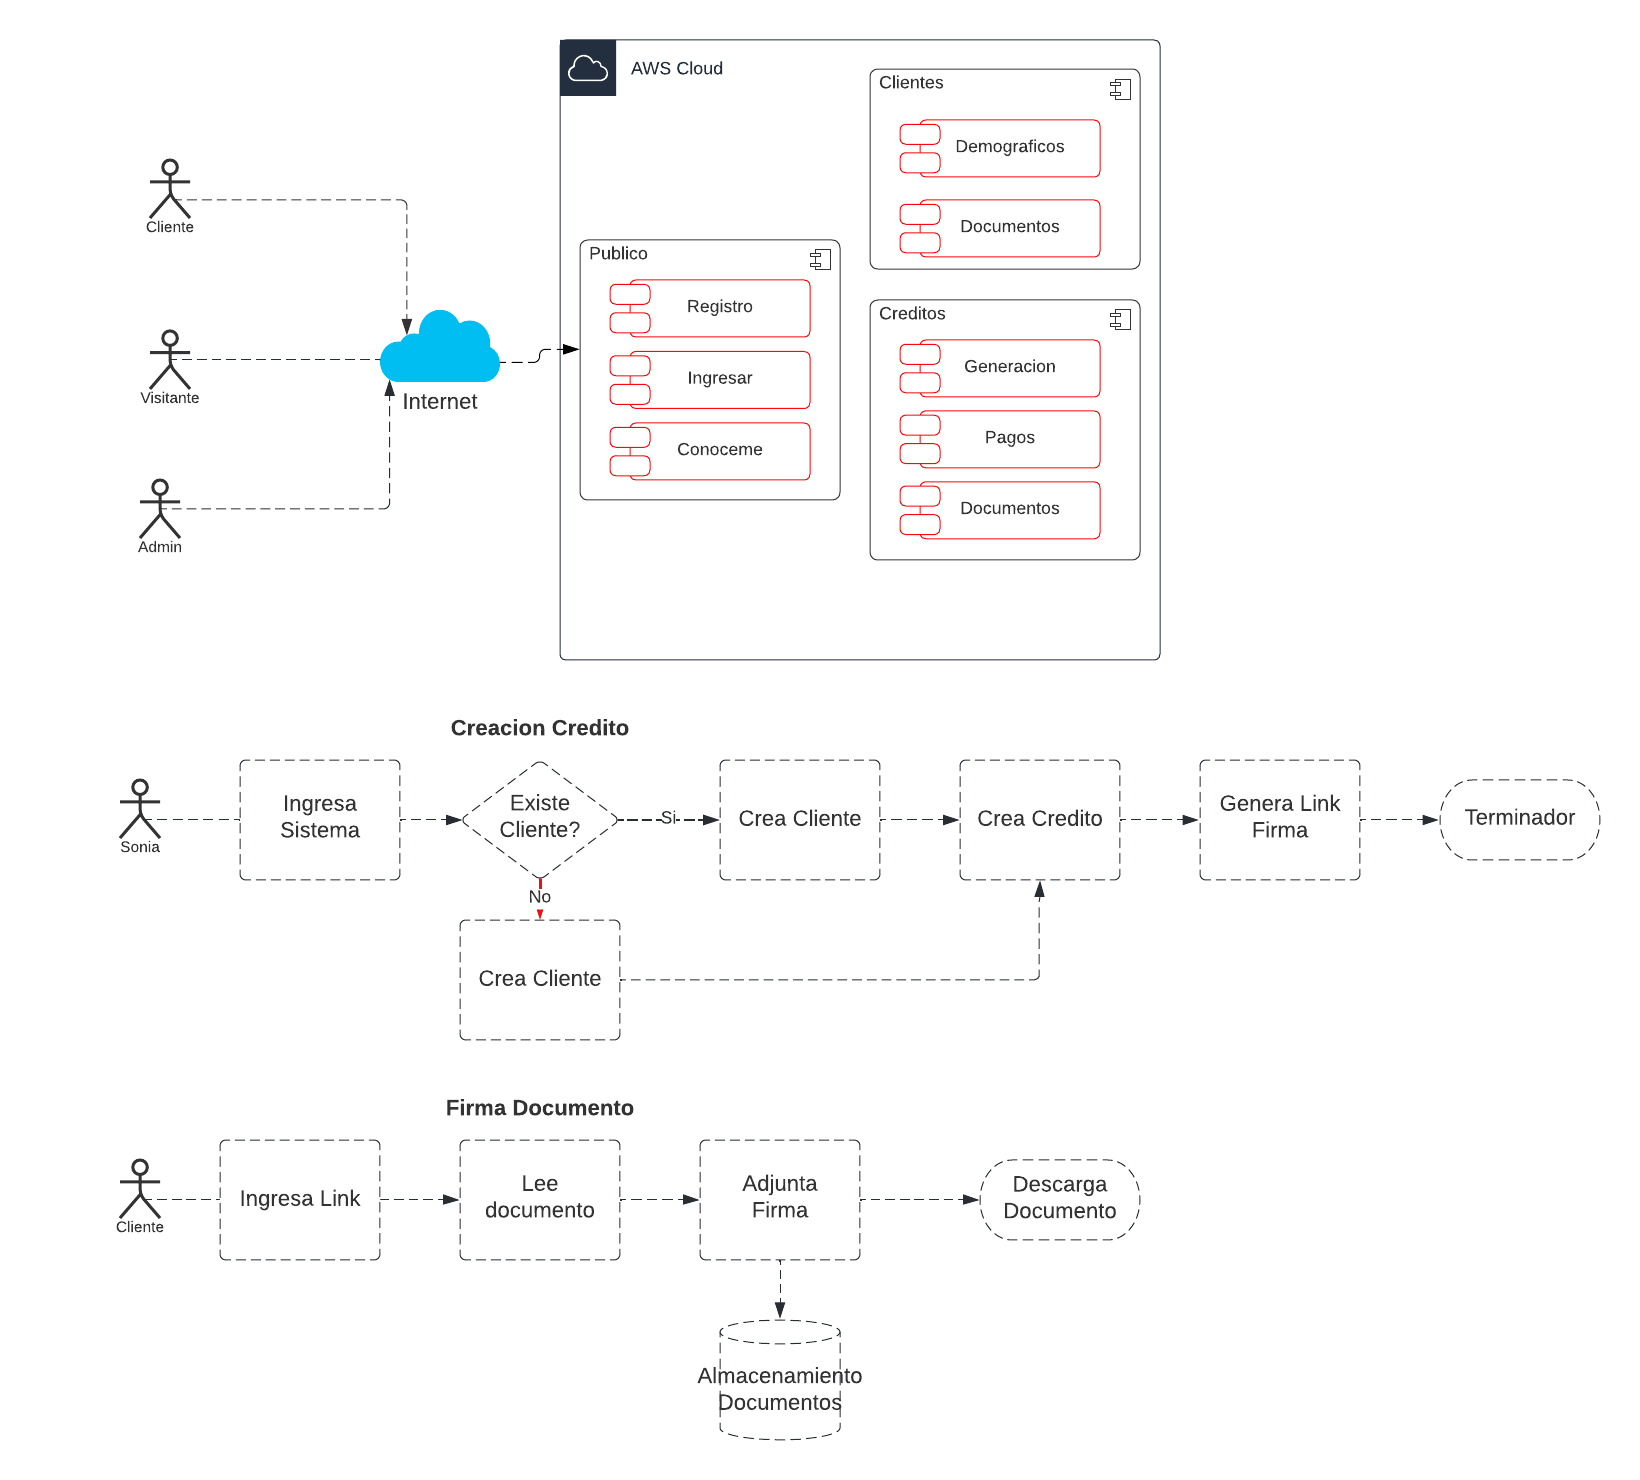 AWS Cloud
Clientes
Demograficos
Documentos
Cliente
Publico
Registro
Ingresar
Conoceme
Creditos
Generacion
Pagos
Documentos
Visitante
Internet
Admin
Creacion Credito
Sonia
Ingresa
Sistema
Existe
Cliente?
Si
No
Crea Cliente
Crea Cliente
Crea Credito
Genera Link
Firma
Terminador
Firma Documento
Cliente
Ingresa Link
Lee
documento
Adjunta
Firma
Descarga
Documento
Almacenamiento
Documentos